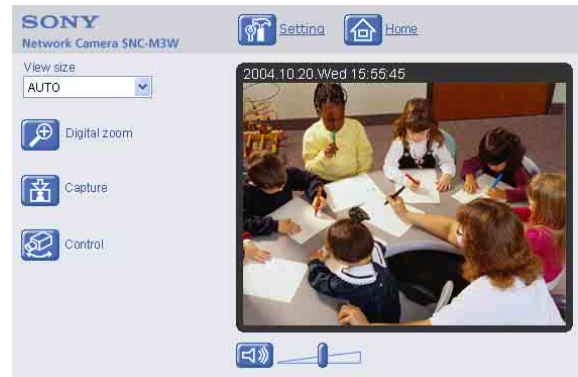 SONY
Network Camera SNC-M3W
Setting
Home
View size
AUTO
Digital zoom
Capture
Control
2004.10.20.Wed 15:55:45